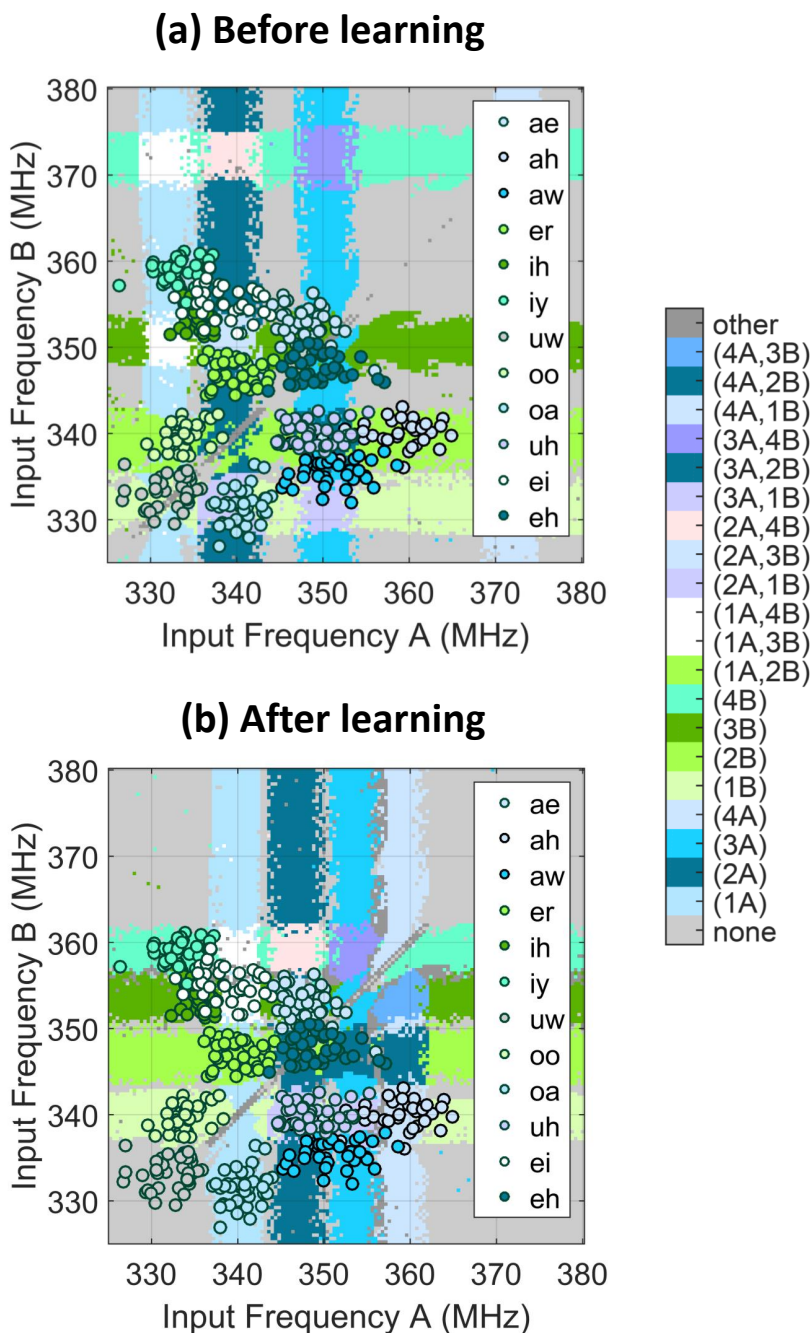 (a) Before learning
380
370
360
350
340
330
Input Frequency B (MHz)
330 340 350 360 370 380
Input Frequency A (MHz)
ae
ah
aw
er
ih
iy
uw
oo
oa
uh
ei
eh
(b) After learning
380
370
360
350
340
330
Input Frequency B (MHz)
330 340 350 360 370 380
Input Frequency A (MHz)
ae
ah
aw
er
ih
iy
uw
oo
oa
uh
ei
eh
other
(4A,3B)
(4A,2B)
(4A,1B)
(3A,4B)
(3A,2B)
(3A,1B)
(2A,4B)
(2A,3B)
(2A,1B)
(1A,4B)
(1A,3B)
(1A,2B)
(4B)
(3B)
(2B)
(1B)
(4A)
(3A)
(2A)
(1A)
none